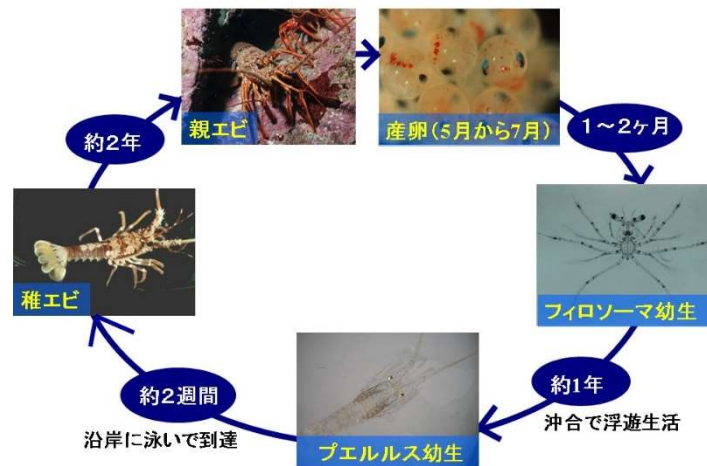 親エビ
産卵（5月から7月）
1～2ヶ月
フィロソーマ幼生
約1年
沖合で浮遊生活
プエルルス幼生
約2週間
沿岸に泳いで到達
稚エビ
約2年